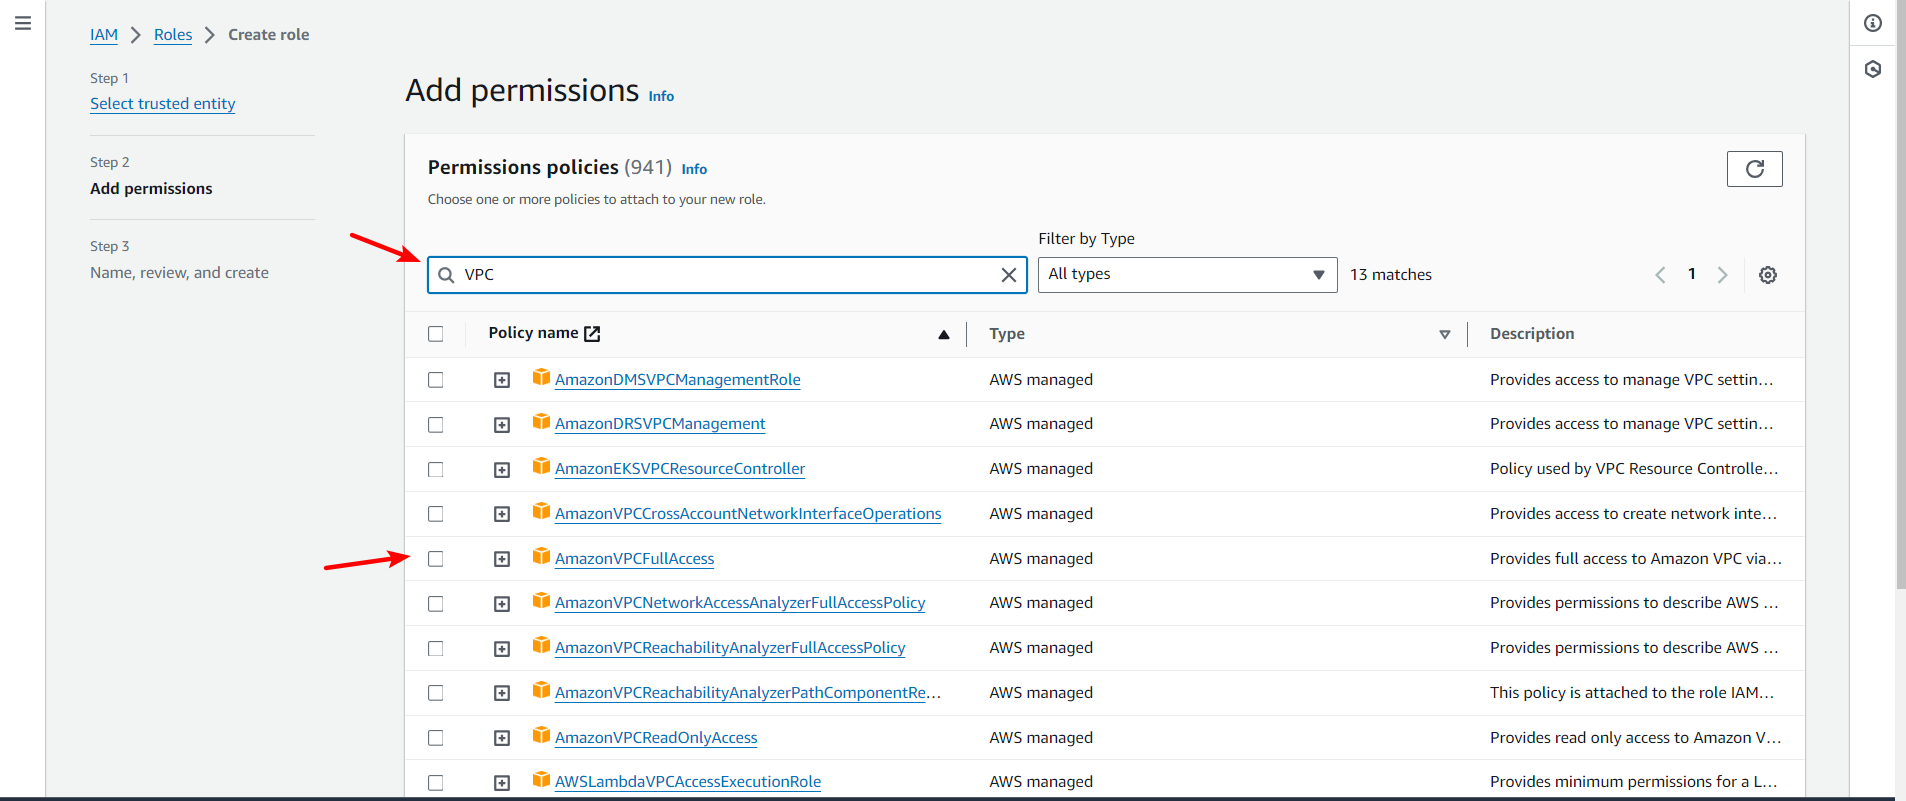 IAM > Roles > Create role
Step 1
Select trusted entity
Step 2
Add permissions
Step 3
Name, review, and create
Add permissions Info
Permissions policies (941) Info
Choose one or more policies to attach to your new role.
Filter by Type
VPC
All types
13 matches
1
Policy name Type Description
AmazonDMSVPCManagementRole AWS managed Provides access to manage VPC settin...
AmazonDRSVPCManagement AWS managed Provides access to manage VPC settin...
AmazonEKSVPCResourceController AWS managed Policy used by VPC Resource Controlle...
AmazonVPCCrossAccountNetworkInterfaceOperations AWS managed Provides access to create network inte...
AmazonVPCFullAccess AWS managed Provides full access to Amazon VPC via...
AmazonVPCNetworkAccessAnalyzerFullAccessPolicy AWS managed Provides permissions to describe AWS ...
AmazonVPCReachabilityAnalyzerFullAccessPolicy AWS managed Provides permissions to describe AWS ...
AmazonVPCReachabilityAnalyzerPathComponentRe... AWS managed This policy is attached to the role IAM...
AmazonVPCReadOnlyAccess AWS managed Provides read only access to Amazon V...
AWSLambdaVPCAccessExecutionRole AWS managed Provides minimum permissions for a L...